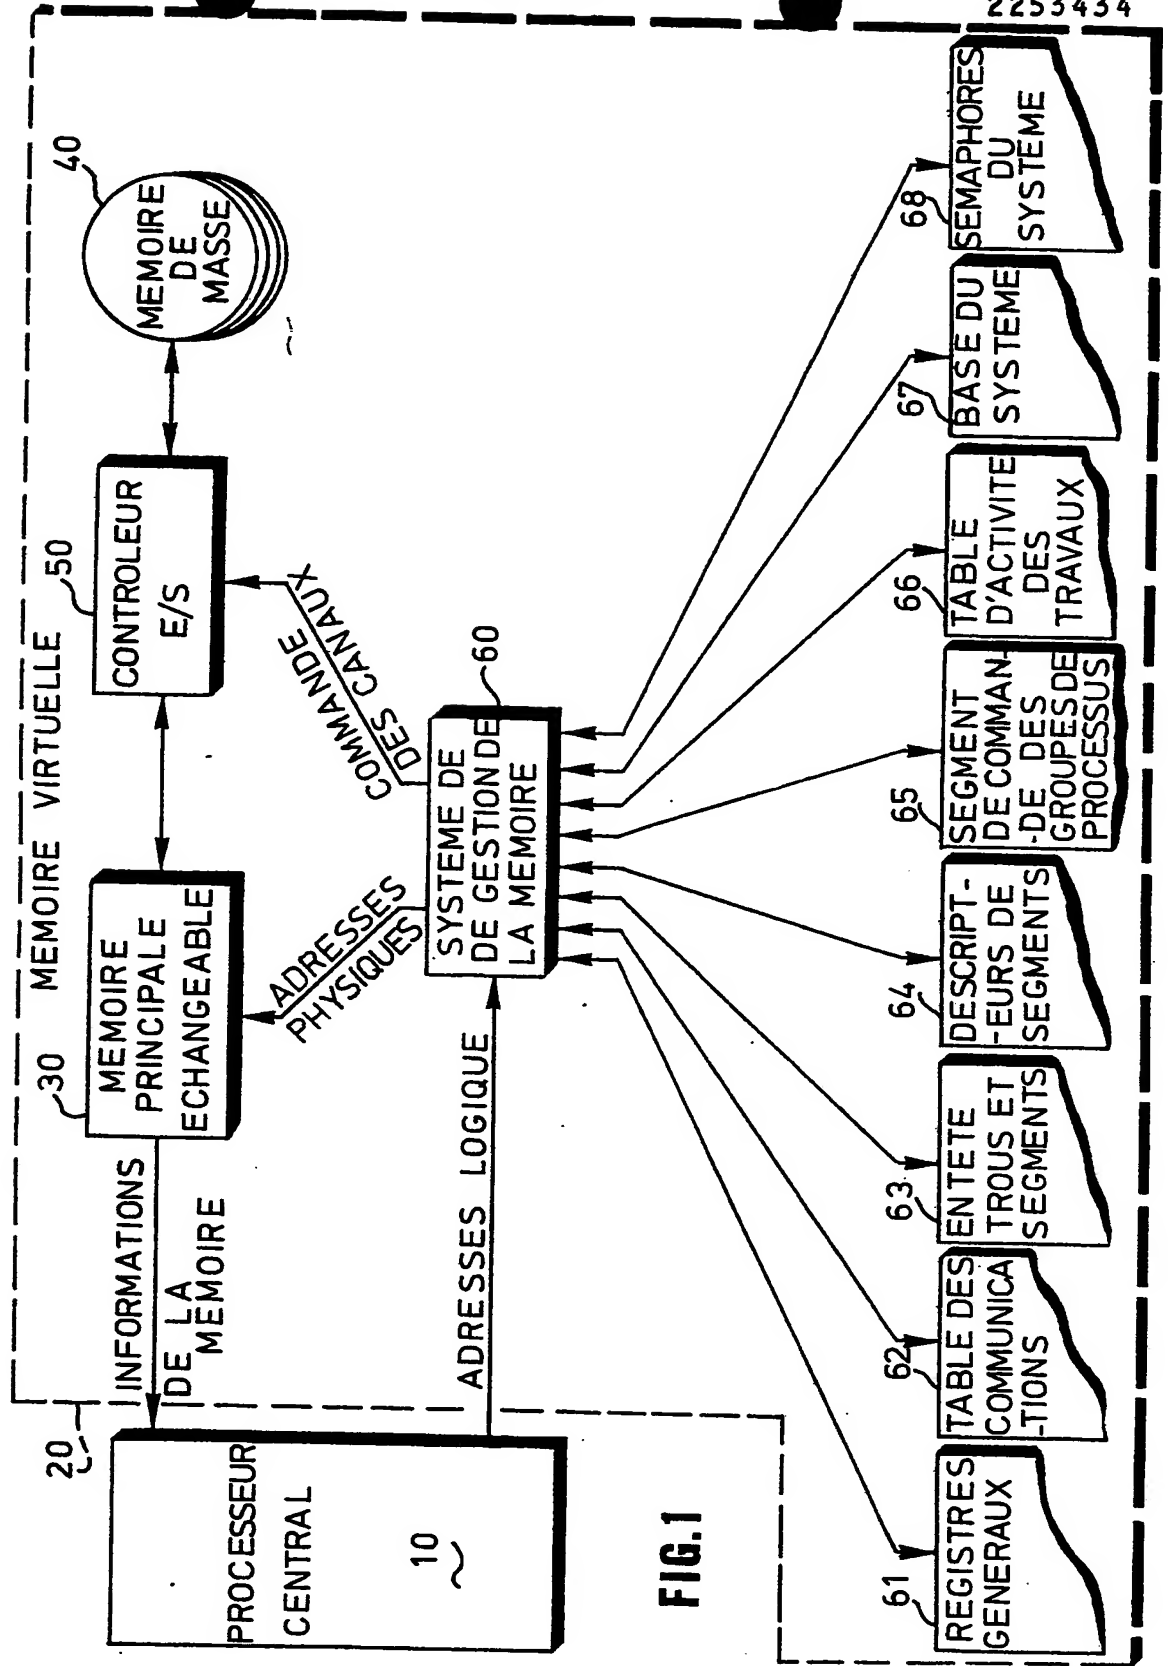 2253434
MEMOIRE VIRTUELLE
20
INFORMATIONS
DE LA
MEMOIRE
30
MEMOIRE
PRINCIPALE
ECHANGEABLE
50
CONTROLEUR
E/S
40
MEMOIRE
DE
MASSE
PROCESSEUR
CENTRAL
10
ADRESSES LOGIQUE
ADRESSES
PHYSIQUES
COMMANDE
DES CANAUX
60
SYSTEME DE
DE GESTION DE
LA MEMOIRE
FIG.1
61
REGISTRES
GENERAUX
62
TABLE DES
COMMUNICA
-TIONS
63
EN TETE
TROUS ET
SEGMENTS
64
DESCRIPT-
-EURS DE
SEGMENTS
65
SEGMENT
DE COMMAN-
-DE DES
GROUPES DE
PROCESSUS
66
TABLE
D'ACTIVITE
DES
TRAVAUX
67
BASE DU
SYSTEME
68
SEMAPHORES
DU
SYSTEME